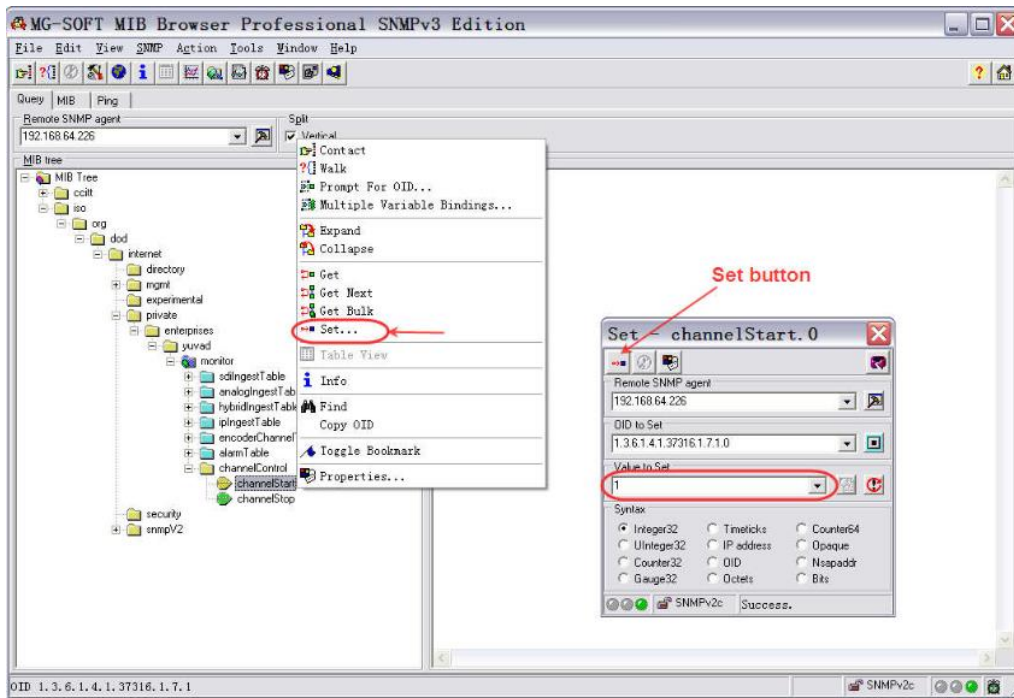 MG-SOFT MIB Browser Professional SNMPv3 Edition
File Edit View SNMP Action Tools Window Help
Query MIB Ping
Remote SNMP agent
192.168.64.226
Split
Vertical
MIB tree
MIB Tree
ccitt
iso
org
dod
internet
directory
mgmt
experimental
private
enterprises
yuvad
monitor
sdiIngestTable
analogIngestTab
hybridIngestTable
ipIngestTable
encoderChannelT
alarmTable
channelControl
channelStart
channelStop
security
snmpV2
Contact
Walk
Prompt For OID...
Multiple Variable Bindings...
Expand
Collapse
Get
Get Next
Get Bulk
Set...
Table View
Info
Find
Copy OID
Toggle Bookmark
Properties...
Set button
Set - channelStart.0
Remote SNMP agent
192.168.64.226
OID to Set
1.3.6.1.4.1.37316.1.7.1.0
Value to Set
1
Syntax
Integer32 Timeticks Counter64
UInteger32 IP address Opaque
Counter32 OID Nsapaddr
Gauge32 Octets Bits
SNMPv2c Success.
OID 1.3.6.1.4.1.37316.1.7.1
SNMPv2c